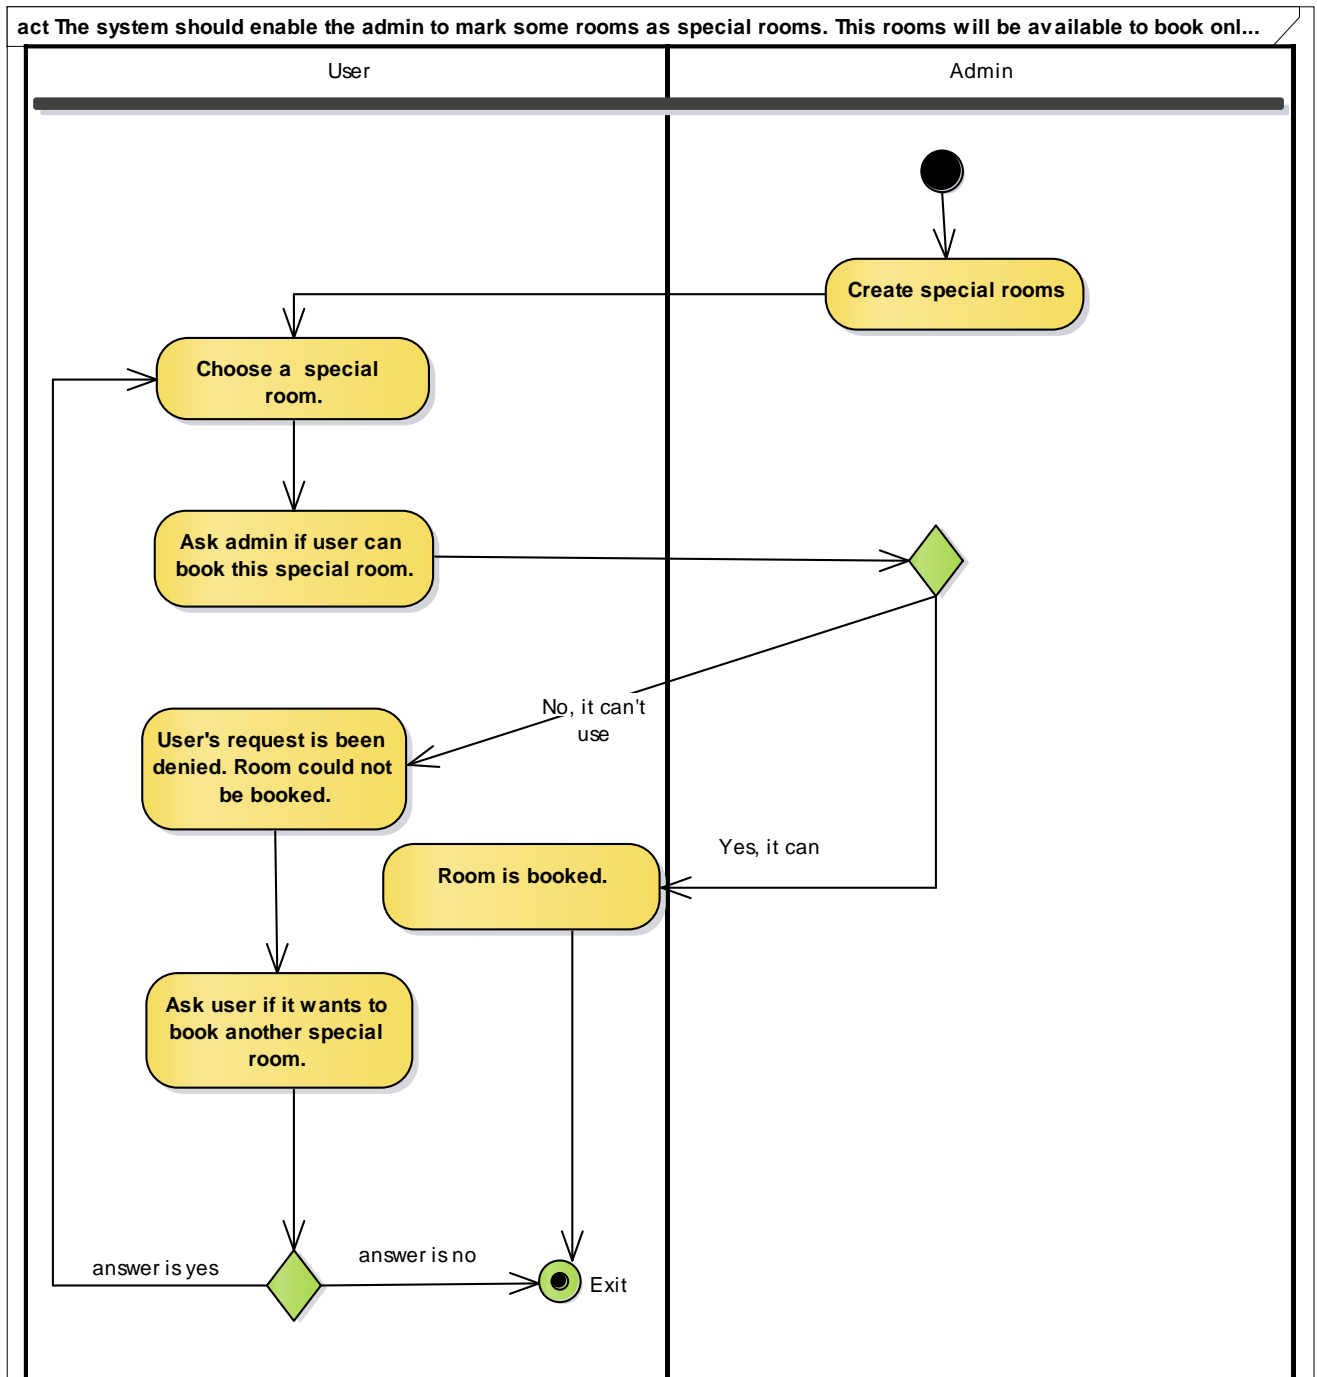 act The system should enable the admin to mark some rooms as special rooms. This rooms will be available to book onl...
User
Admin
Create special rooms
Choose a special
room.
Ask admin if user can
book this special room.
No, it can't
use
User's request is been
denied. Room could not
be booked.
Yes, it can
Room is booked.
Ask user if it wants to
book another special
room.
answer is yes
answer is no
Exit